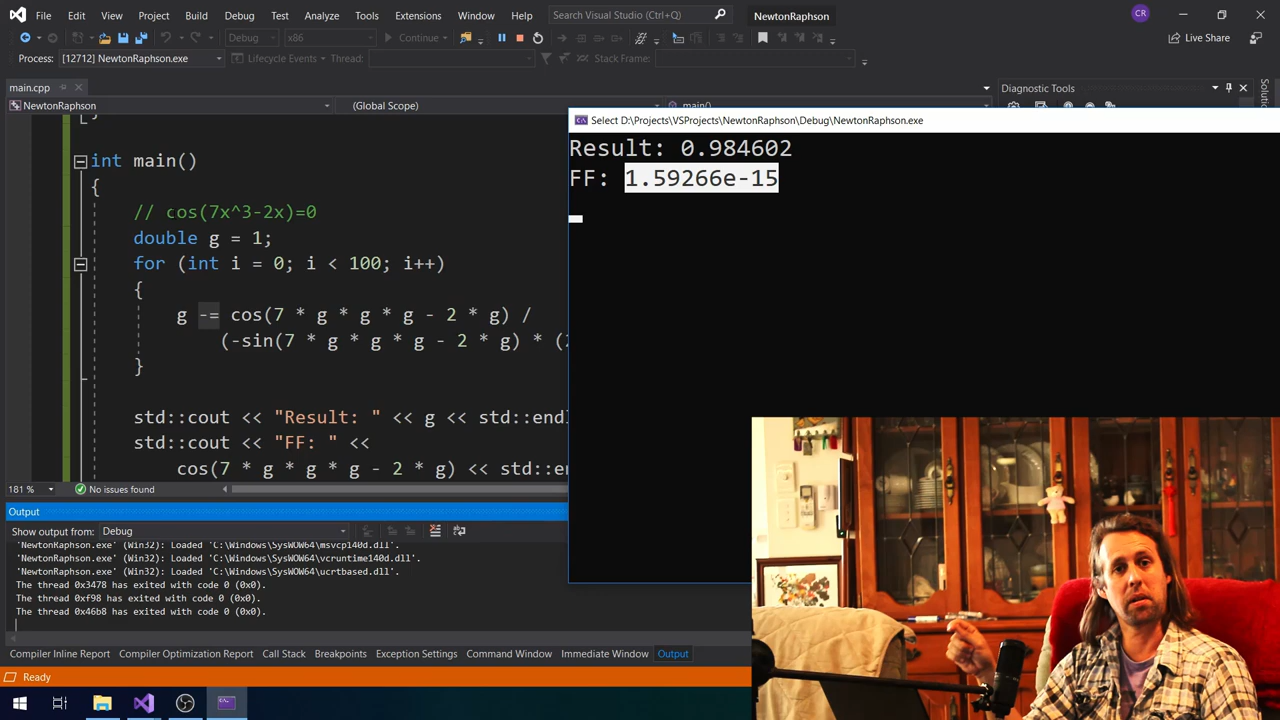 File Edit View Project Build Debug Test Analyze Tools Extensions Window Help Search Visual Studio (Ctrl+Q) NewtonRaphson CR
Debug x86 Continue Live Share
Process: [12712] NewtonRaphson.exe Lifecycle Events Thread: Stack Frame:
main.cpp Diagnostic Tools
NewtonRaphson (Global Scope) main()
Select D:\Projects\VSProjects\NewtonRaphson\Debug\NewtonRaphson.exe
Result: 0.984602
FF: 1.59266e-15
int main()
{
// cos(7x^3-2x)=0
double g = 1;
for (int i = 0; i < 100; i++)
{
g -= cos(7 * g * g * g - 2 * g) /
(-sin(7 * g * g * g - 2 * g) * (
}
std::cout << "Result: " << g << std::endl
std::cout << "FF: " <<
cos(7 * g * g * g - 2 * g) << std::en
181 % No issues found
Output
Show output from: Debug
'NewtonRaphson.exe' (Win32): Loaded 'C:\Windows\SysWOW64\msvcp140d.dll'.
'NewtonRaphson.exe' (Win32): Loaded 'C:\Windows\SysWOW64\vcruntime140d.dll'.
'NewtonRaphson.exe' (Win32): Loaded 'C:\Windows\SysWOW64\ucrtbased.dll'.
The thread 0x3478 has exited with code 0 (0x0).
The thread 0xf98 has exited with code 0 (0x0).
The thread 0x46b8 has exited with code 0 (0x0).
Compiler Inline Report Compiler Optimization Report Call Stack Breakpoints Exception Settings Command Window Immediate Window Output
Ready